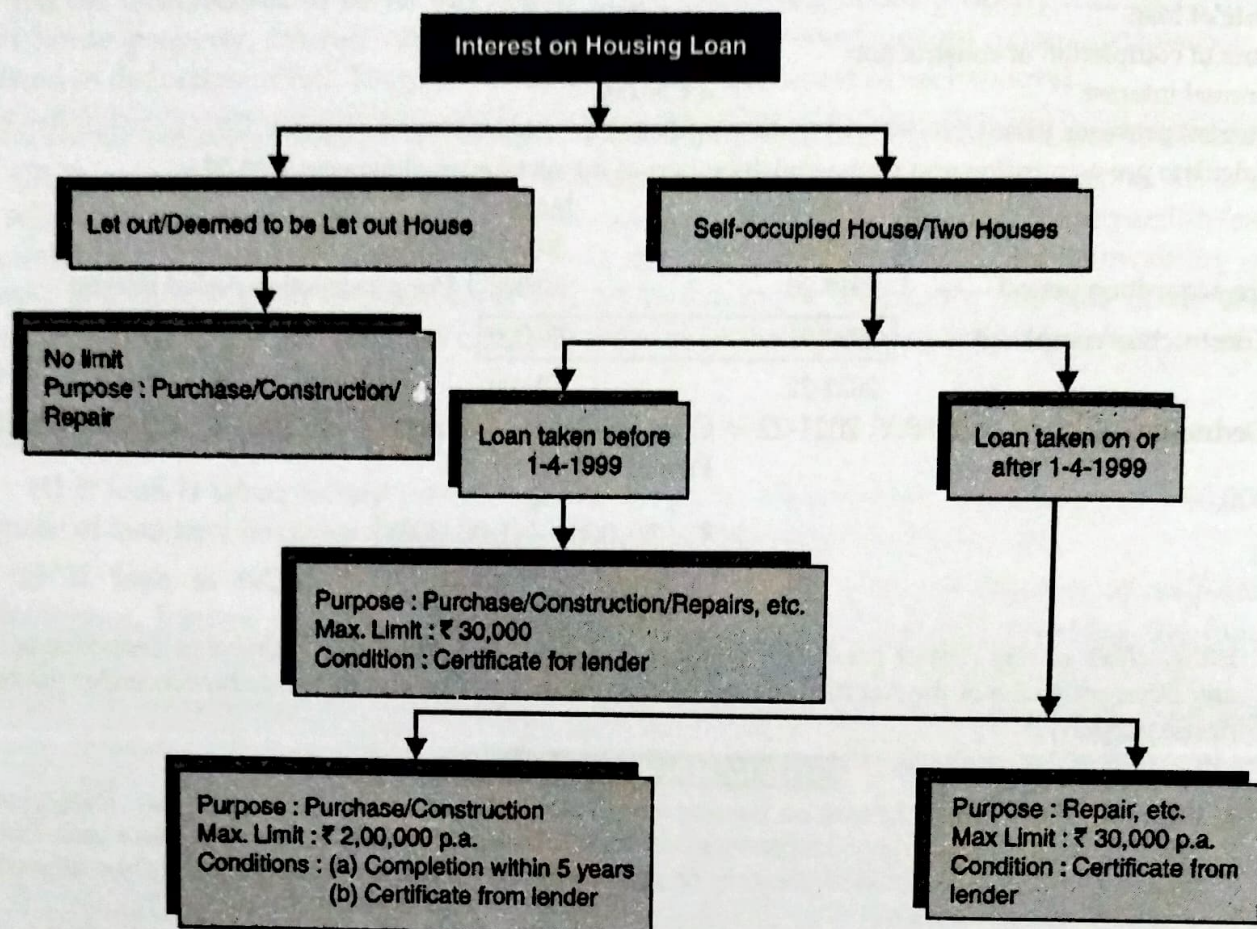 Interest on Housing Loan
Let out/Deemed to be Let out House
Self-occupied House/Two Houses
No limit
Purpose : Purchase/Construction/
Repair
Loan taken before
1-4-1999
Loan taken on or
after 1-4-1999
Purpose : Purchase/Construction/Repairs, etc.
Max. Limit : ₹ 30,000
Condition : Certificate for lender
Purpose : Purchase/Construction
Max. Limit : ₹ 2,00,000 p.a.
Conditions : (a) Completion within 5 years
(b) Certificate from lender
Purpose : Repair, etc.
Max Limit : ₹ 30,000 p.a.
Condition : Certificate from
lender